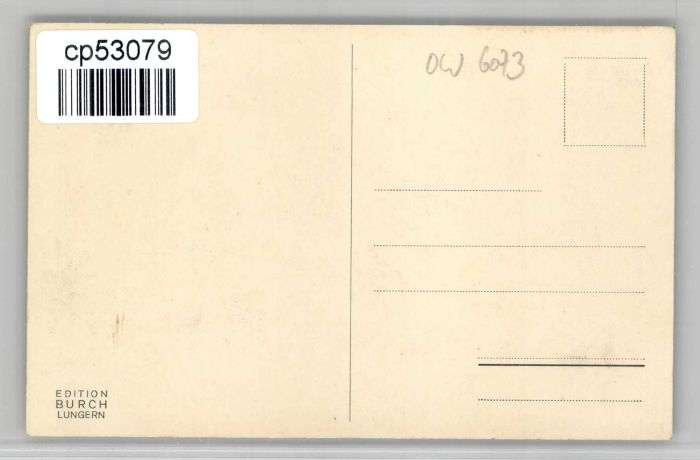 cp53079
OW 6073
EDITION
BURCH
LUNGERN